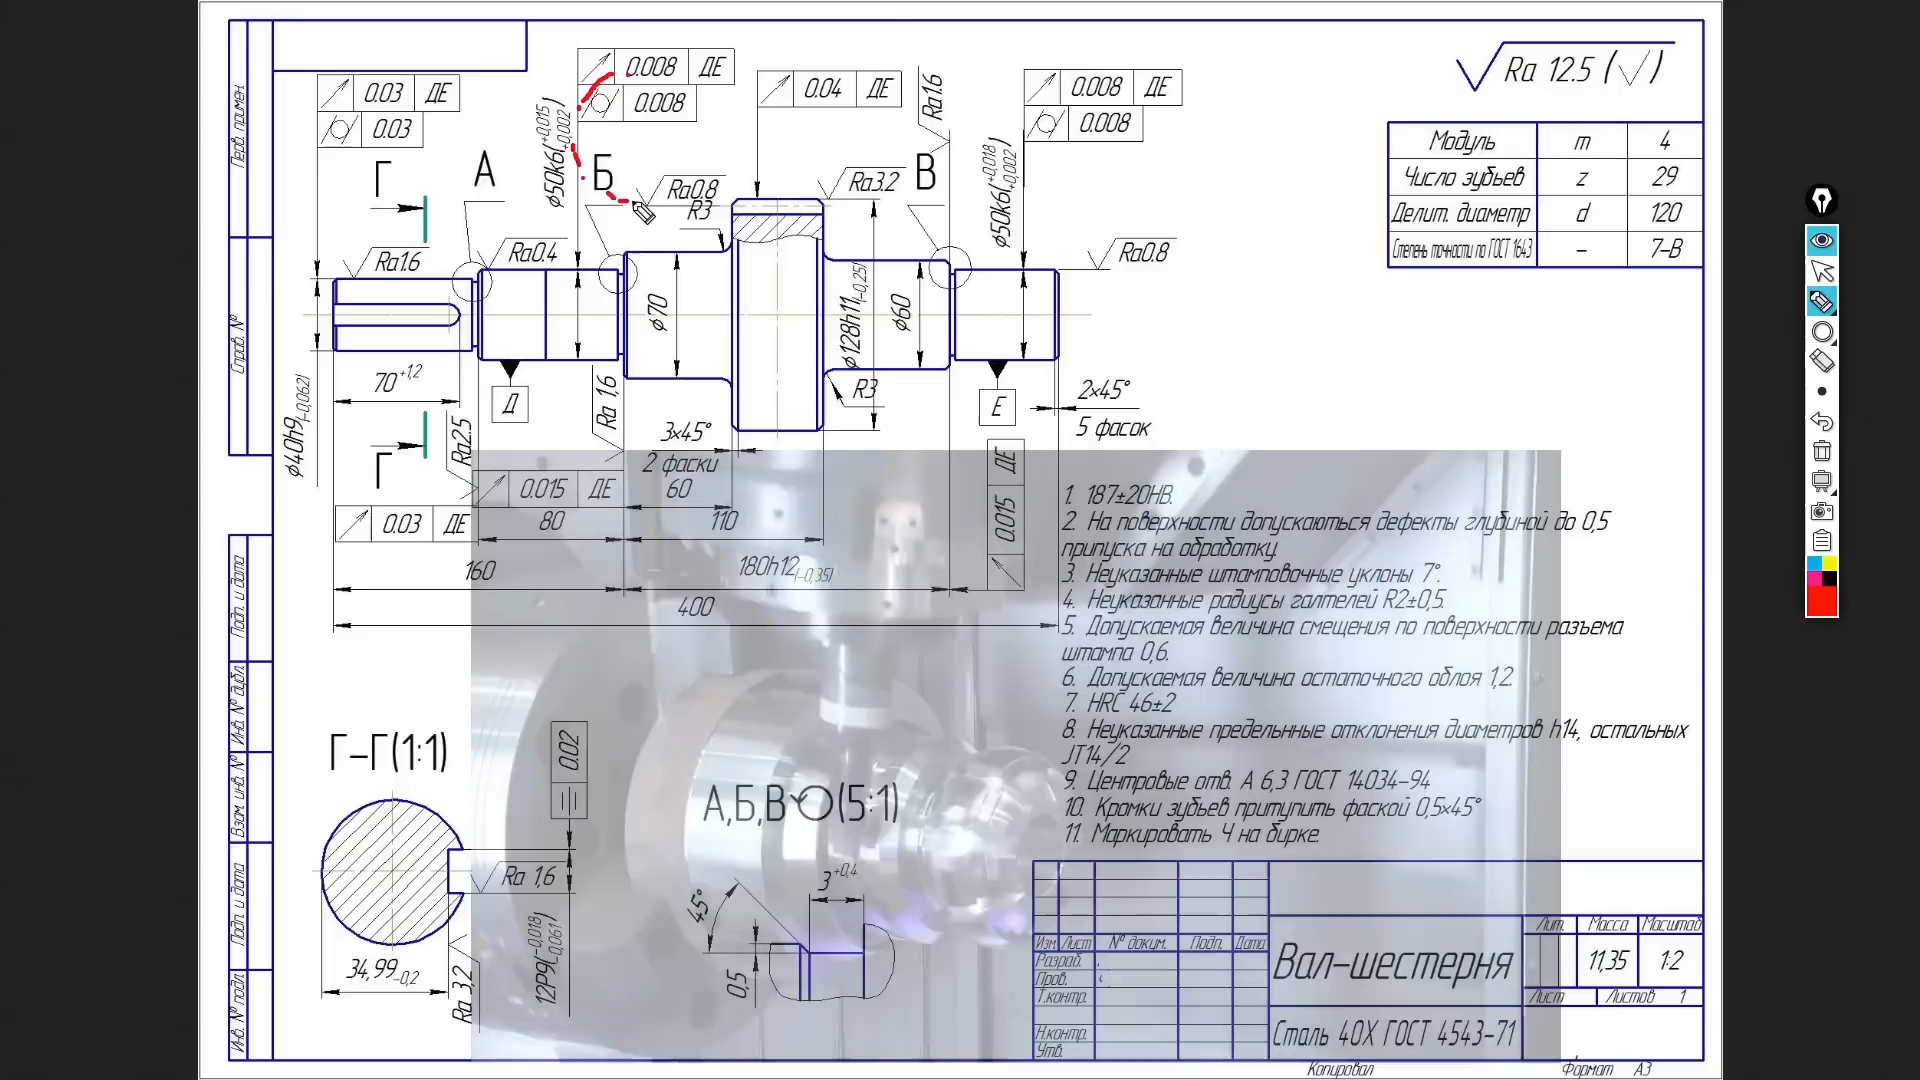 Перв. примен.
Справ. №
Подп. и дата
Инв. № дубл.
Взам. инв. №
Подп. и дата
Инв. № подл.
Ra 12.5 (√)
Модуль m 4
Число зубьев z 29
Делит. диаметр d 120
Степень точности по ГОСТ 1643 – 7-В
0.03 ДЕ
0.03
0.008 ДЕ
0.008
0.04 ДЕ
Ra1.6
0.008 ДЕ
0.008
Г
А
ϕ50k6(+0,015 +0,002)
Б
Ra0.8
R3
Ra3.2
В
ϕ50k6(+0,018 +0,002)
Ra1.6
Ra0.4
Ra0.8
ϕ70
ϕ128h11(-0,25)
ϕ60
70+1,2
Д
Ra 1,6
R3
Е
2×45°
5 фасок
ϕ40h9(-0,062)
Г
Ra2.5
3×45°
2 фаски
0.015 ДЕ
60
0.015 ДЕ
0.03 ДЕ
80
110
160
180h12(-0,35)
400
1. 187±20НВ.
2. На поверхности допускаються дефекты глубиной до 0,5
припуска на обработку.
3. Неуказанные штамповочные уклоны 7°.
4. Неуказанные радиусы галтелей R2±0,5.
5. Допускаемая величина смещения по поверхности разъема
штампа 0,6.
6. Допускаемая величина остаточного облоя 1,2.
7. HRC 46±2
8. Неуказанные предельнные отклонения диаметров h14, остальных
JT14/2
9. Центровые отв. А 6,3 ГОСТ 14034-94
10. Кромки зубьев притупить фаской 0,5×45°
11. Маркировать Ч на бирке.
Г-Г(1:1)
0.02
Ra 1,6
12P9(-0,018 -0,061)
34,99-0,2
Ra 3,2
А,Б,В (5:1)
3+0,4
45°
0,5
Изм. Лист № докум. Подп. Дата
Разраб.
Пров.
Т.контр.
Н.контр.
Утв.
Вал-шестерня
Сталь 40Х ГОСТ 4543-71
Лит. Масса Масштаб
11,35 1:2
Лист Листов 1
Копировал Формат А3